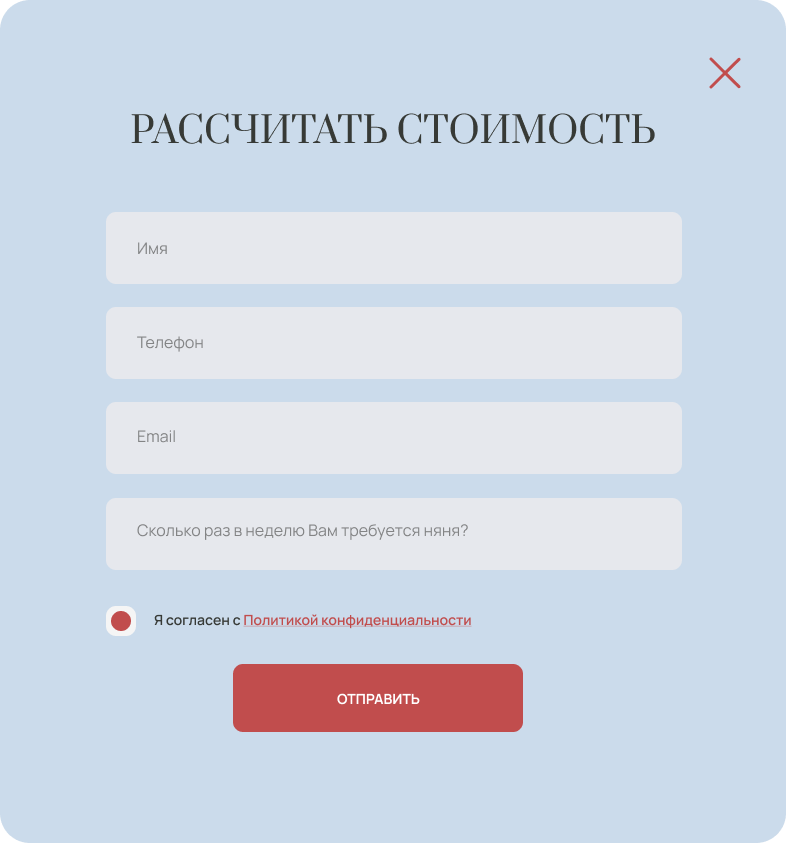 РАССЧИТАТЬ СТОИМОСТЬ
Имя
Телефон
Email
Сколько раз в неделю Вам требуется няня?
Я согласен с Политикой конфиденциальности
ОТПРАВИТЬ